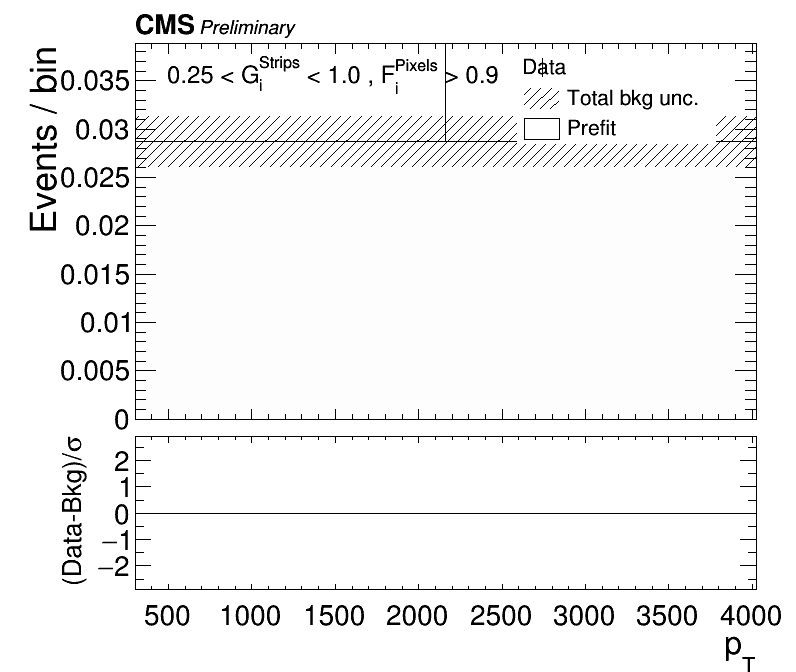 CMS Preliminary
0.25 < G_i^Strips < 1.0 , F_i^Pixels > 0.9
Data
Total bkg unc.
Prefit
Events / bin
0.035
0.03
0.025
0.02
0.015
0.01
0.005
0
(Data-Bkg)/σ
2
1
0
−1
−2
500 1000 1500 2000 2500 3000 3500 4000
p_T